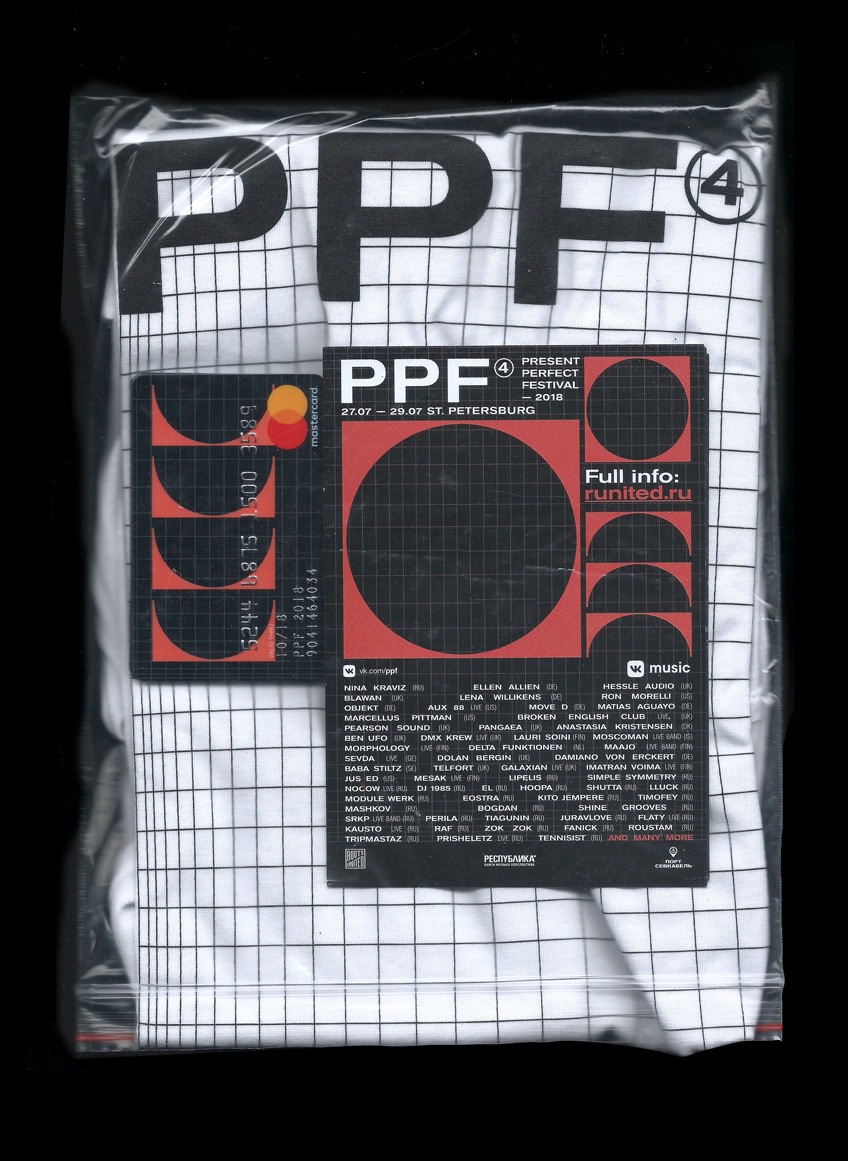 PPF④
mastercard
5244 1500 3589
10/18
PPF 2018
9041464034
PPF④
PRESENT
PERFECT
FESTIVAL
— 2018
27.07 — 29.07 ST. PETERSBURG
Full info:
runited.ru
vk.com/ppf
music
NINA KRAVIZ (RU) ELLEN ALLIEN (DE) HESSLE AUDIO (UK)
BLAWAN (UK) LENA WILLIKENS (DE) RON MORELLI (US)
OBJEKT (DE) AUX 88 LIVE (US) MOVE D (DE) MATIAS AGUAYO (DE)
MARCELLUS PITTMAN (US) BROKEN ENGLISH CLUB LIVE (UK)
PEARSON SOUND (UK) PANGAEA (UK) ANASTASIA KRISTENSEN (DK)
BEN UFO (UK) DMX KREW LIVE (UK) LAURI SOINI (FIN) MOSCOMAN LIVE BAND (IS)
MORPHOLOGY LIVE (FIN) DELTA FUNKTIONEN (NE) MAAJO LIVE BAND (FIN)
SEVDA LIVE (GE) DOLAN BERGIN (UK) DAMIANO VON ERCKERT (DE)
BABA STILTZ (SE) TELFORT (UK) GALAXIAN LIVE (UK) IMATRAN VOIMA LIVE (FIN)
JUS ED (US) MESAK LIVE (FIN) LIPELIS (RU) SIMPLE SYMMETRY (RU)
NOCOW LIVE (RU) DJ 1985 (RU) EL (RU) HOOPA (RU) SHUTTA (RU) LLUCK (RU)
MODULE WERK (RU) EOSTRA (RU) KITO JEMPERE (RU) TIMOFEY (RU)
MASHKOV (RU) BOGDAN (RU) SHINE GROOVES (RU)
SRKP LIVE BAND (RU) PERILA (RU) TIAGUNIN (RU) JURAVLOVE (RU) FLATY LIVE (RU)
KAUSTO LIVE (RU) RAF (RU) ZOK ZOK (RU) FANICK (RU) ROUSTAM (RU)
TRIPMASTAZ (RU) PRISHELETZ LIVE (RU) TENNISIST (RU) AND MANY MORE
ROOTS UNITED
РЕСПУБЛИКА*
ПОРТ
СЕВКАБЕЛЬ